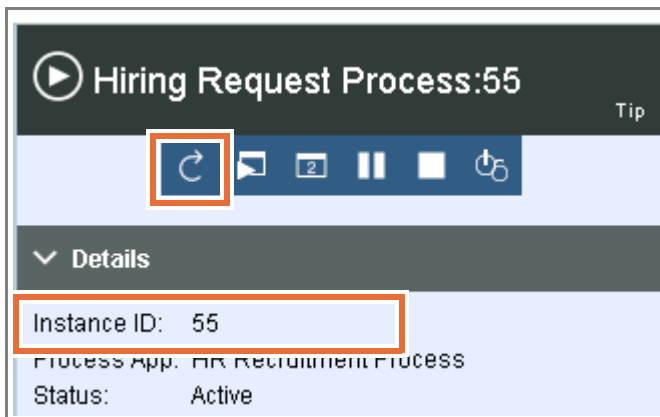 Hiring Request Process:55
Tip
2
Details
Instance ID: 55
Process App: HR Recruitment Process
Status: Active